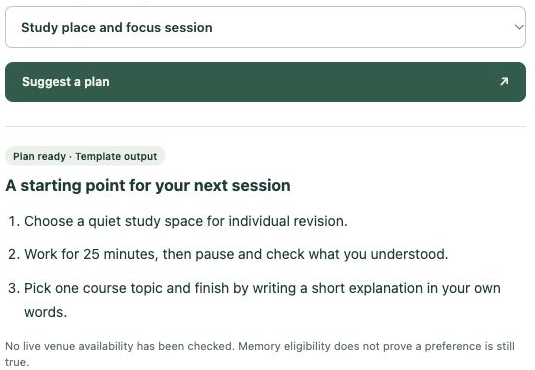 Study place and focus session
Suggest a plan
Plan ready · Template output
A starting point for your next session
1. Choose a quiet study space for individual revision.
2. Work for 25 minutes, then pause and check what you understood.
3. Pick one course topic and finish by writing a short explanation in your own
words.
No live venue availability has been checked. Memory eligibility does not prove a preference is still
true.